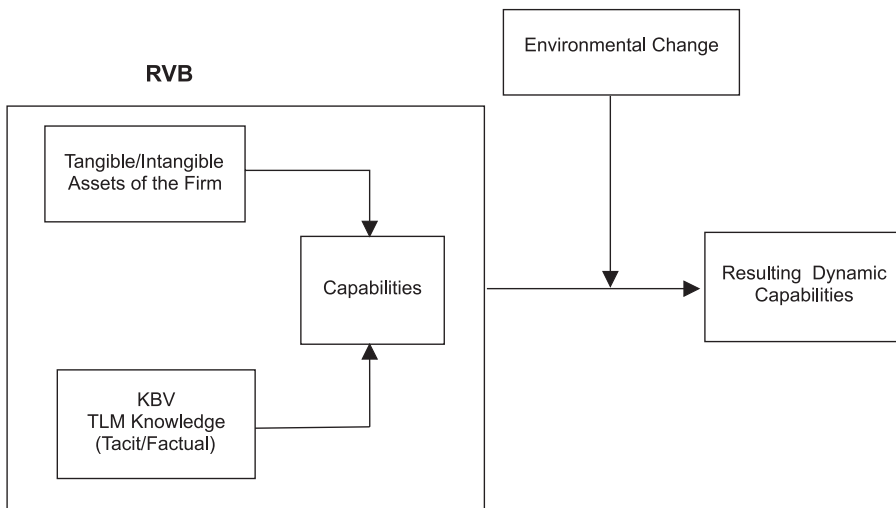 Environmental Change
RVB
Tangible/Intangible
Assets of the Firm
Capabilities
Resulting Dynamic
Capabilities
KBV
TLM Knowledge
(Tacit/Factual)